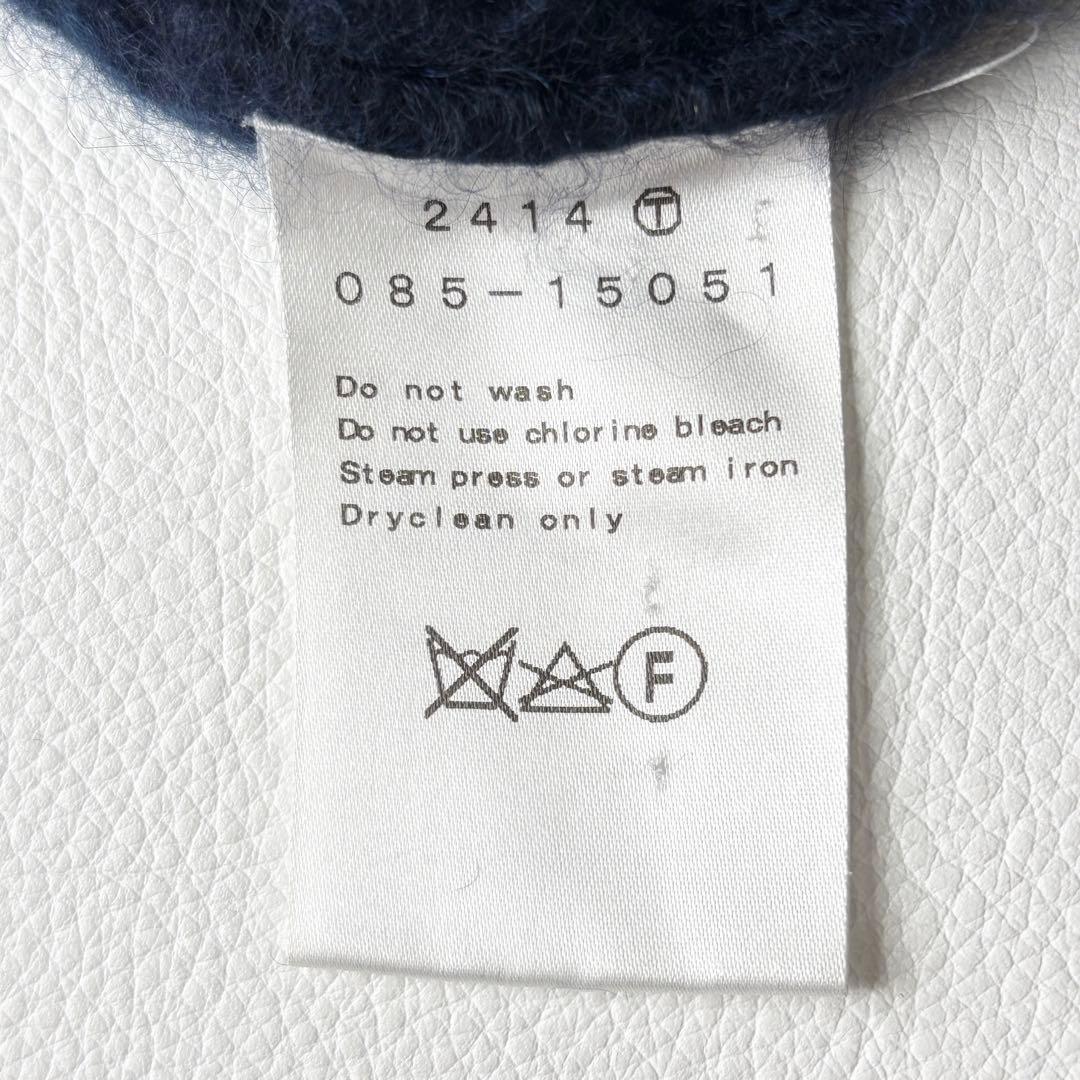 2414 Ⓣ
085-15051
Do not wash
Do not use chlorine bleach
Steam press or steam iron
Dryclean only
F